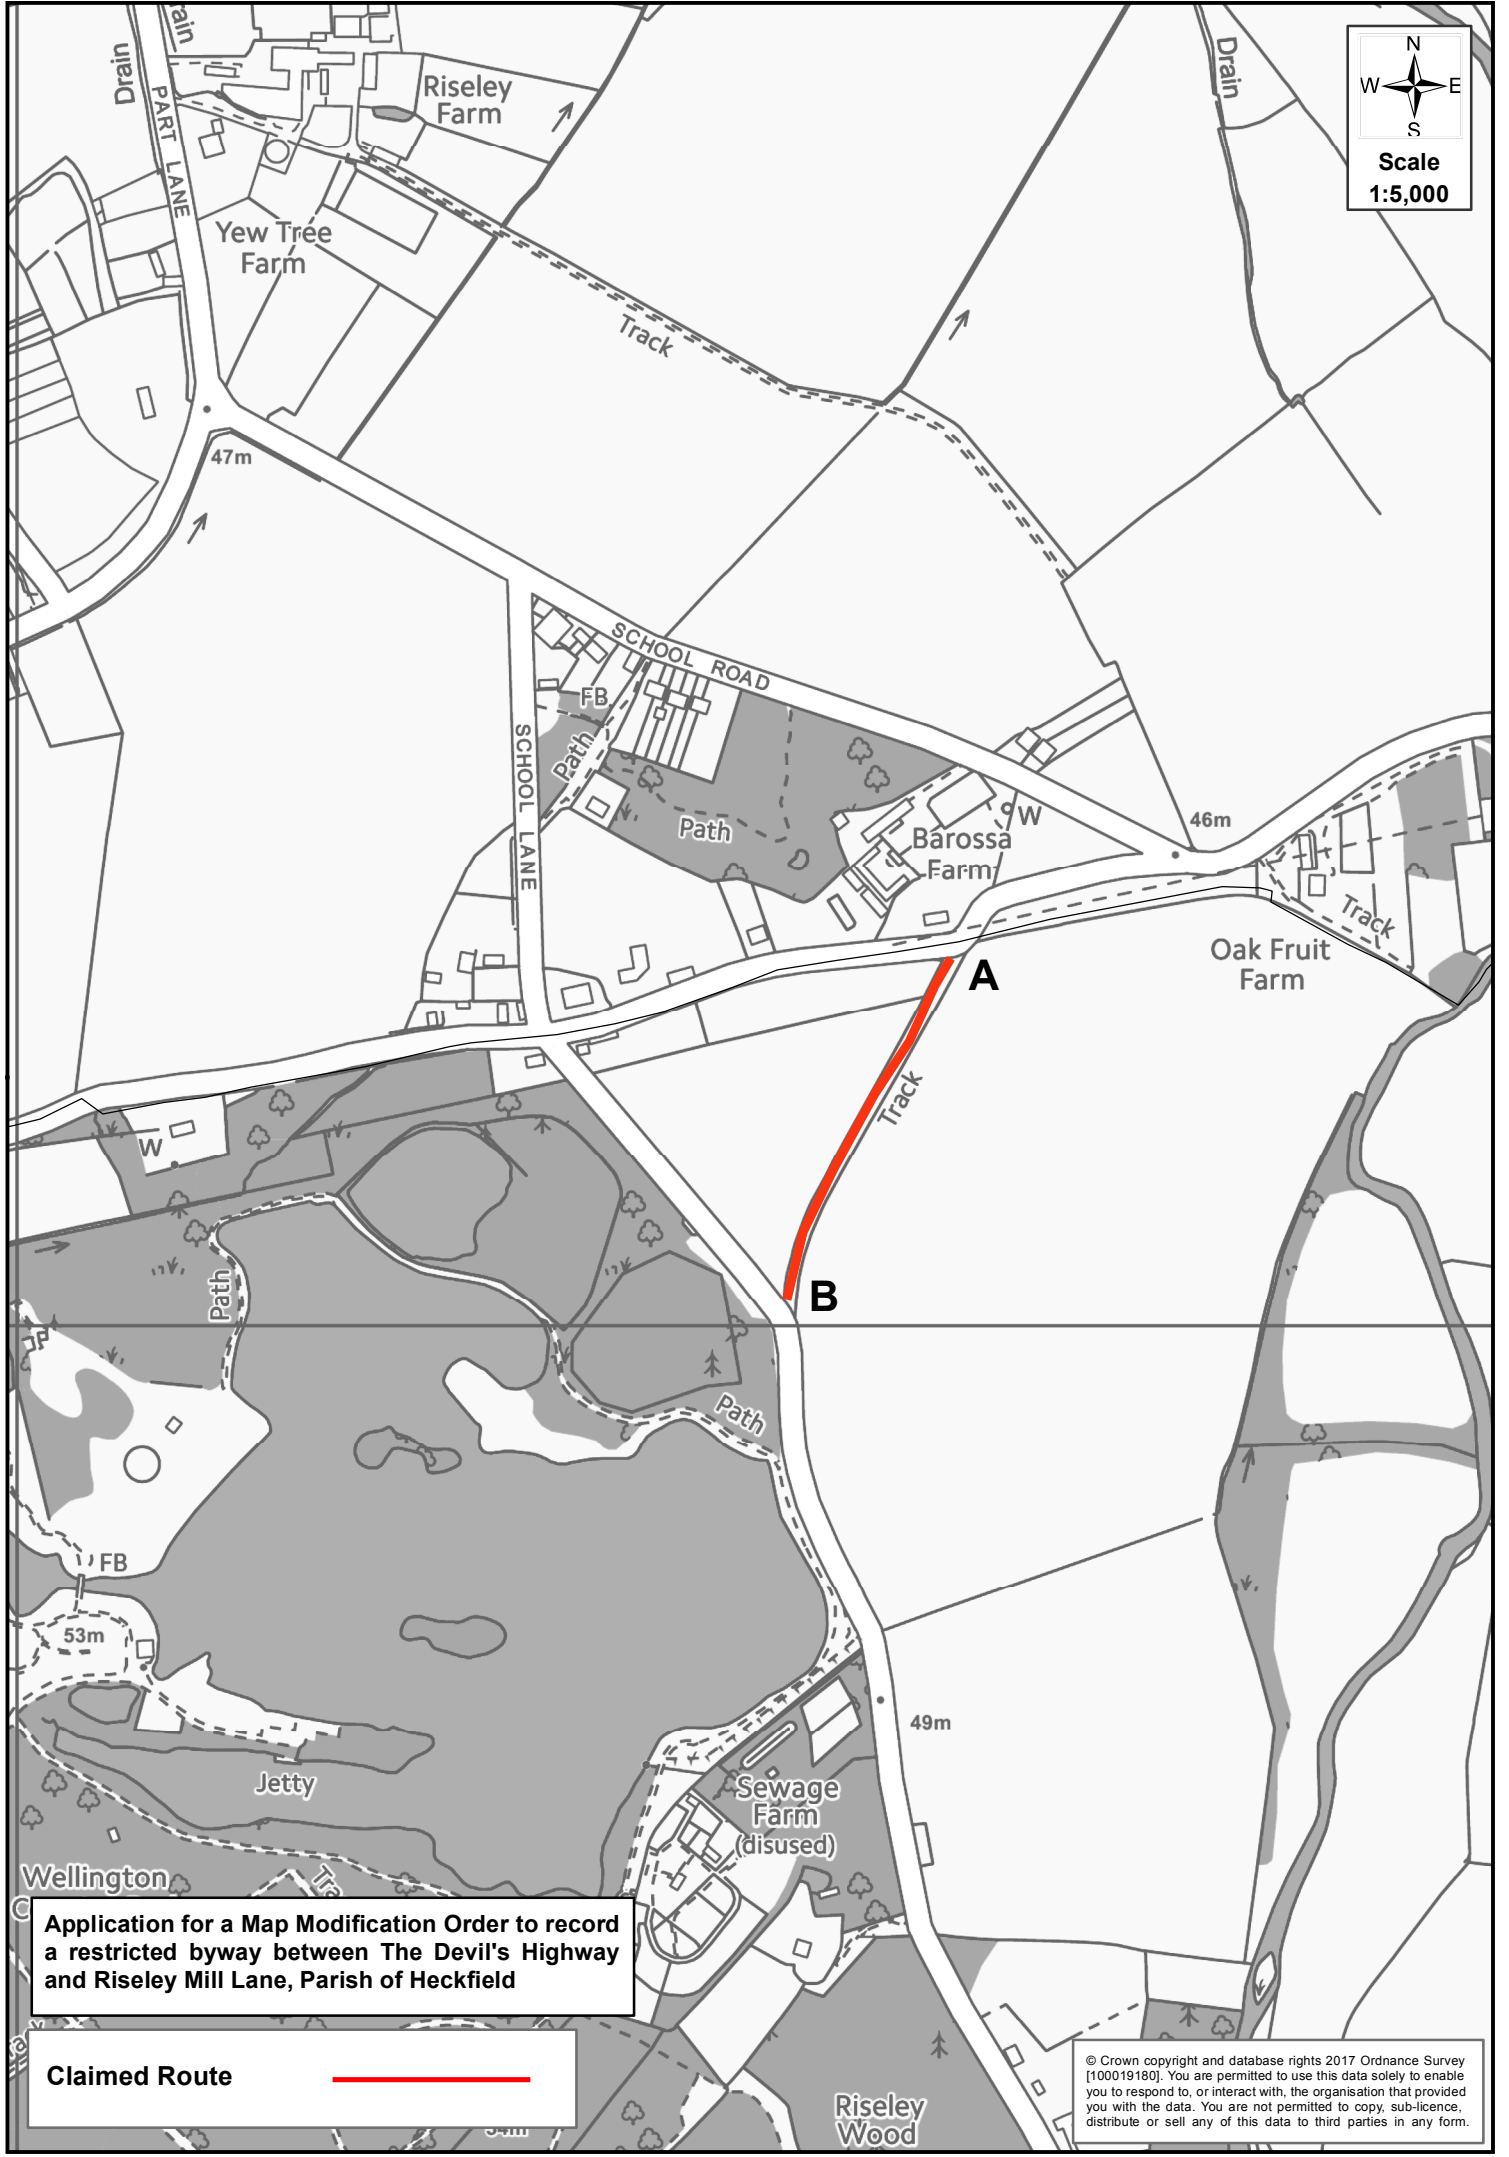 Drain
rain
PART LANE
Riseley
Farm
Drain
N
W E
S
Scale
1:5,000
Yew Tree
Farm
Track
47m
SCHOOL ROAD
FB
Path
SCHOOL LANE
Path
Barossa
Farm
W
46m
Track
Oak Fruit
Farm
A
Track
W
Path
B
Path
FB
53m
49m
Jetty
Sewage
Farm
(disused)
Wellington
C
Tra
Application for a Map Modification Order to record
a restricted byway between The Devil's Highway
and Riseley Mill Lane, Parish of Heckfield
Claimed Route
Riseley
Wood
© Crown copyright and database rights 2017 Ordnance Survey
[100019180]. You are permitted to use this data solely to enable
you to respond to, or interact with, the organisation that provided
you with the data. You are not permitted to copy, sub-licence,
distribute or sell any of this data to third parties in any form.